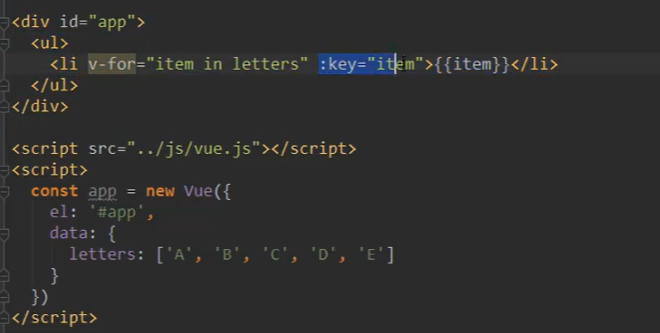 <div id="app">
<ul>
<li v-for="item in letters" :key="item">{{item}}</li>
</ul>
</div>
<script src="../js/vue.js"></script>
<script>
const app = new Vue({
el: '#app',
data: {
letters: ['A', 'B', 'C', 'D', 'E']
}
})
</script>